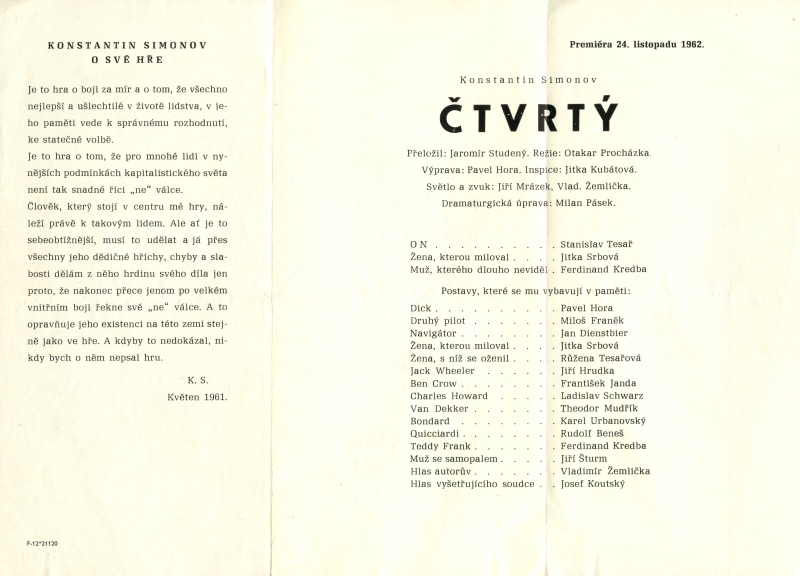 KONSTANTIN SIMONOV
O SVÉ HŘE
Je to hra o boji za mír a o tom, že všechno
nejlepší a ušlechtilé v životě lidstva, v je-
ho paměti vede k správnému rozhodnutí,
ke statečné volbě.
Je to hra o tom, že pro mnohé lidi v ny-
nějších podmínkách kapitalistického světa
není tak snadné říci „ne" válce.
Člověk, který stojí v centru mé hry, ná-
leží právě k takovým lidem. Ale ať je to
sebeobtížnější, musí to udělat a já přes
všechny jeho dědičné hříchy, chyby a sla-
bosti dělám z něho hrdinu svého díla jen
proto, že nakonec přece jenom po velkém
vnitřním boji řekne své „ne" válce. A to
opravňuje jeho existenci na této zemi stej-
ně jako ve hře. A kdyby to nedokázal, ni-
kdy bych o něm nepsal hru.
K. S.
Květen 1961.
F-12*21120
Premiéra 24. listopadu 1962.
Konstantin Simonov
ČTVRTÝ
Přeložil: Jaromír Studený. Režie: Otakar Procházka.
Výprava: Pavel Hora. Inspice: Jitka Kubátová.
Světlo a zvuk: Jiří Mrázek, Vlad. Žemlička.
Dramaturgická úprava: Milan Pásek.
ON . . . . . . . . . . Stanislav Tesař
Žena, kterou miloval . . . . Jitka Srbová
Muž, kterého dlouho neviděl . Ferdinand Kredba
Postavy, které se mu vybavují v paměti:
Dick . . . . . . . . . . Pavel Hora
Druhý pilot . . . . . . . Miloš Franěk
Navigátor . . . . . . . . Jan Dienstbier
Žena, kterou miloval . . . . Jitka Srbová
Žena, s níž se oženil . . . . Růžena Tesařová
Jack Wheeler . . . . . . Jiří Hrudka
Ben Crow . . . . . . . . František Janda
Charles Howard . . . . . Ladislav Schwarz
Van Dekker . . . . . . . Theodor Mudřík
Bondard . . . . . . . . Karel Urbanovský
Quicciardi . . . . . . . . Rudolf Beneš
Teddy Frank . . . . . . . Ferdinand Kredba
Muž se samopalem . . . . . Jiří Šturm
Hlas autorův . . . . . . . Vladimír Žemlička
Hlas vyšetřujícího soudce . . Josef Koutský